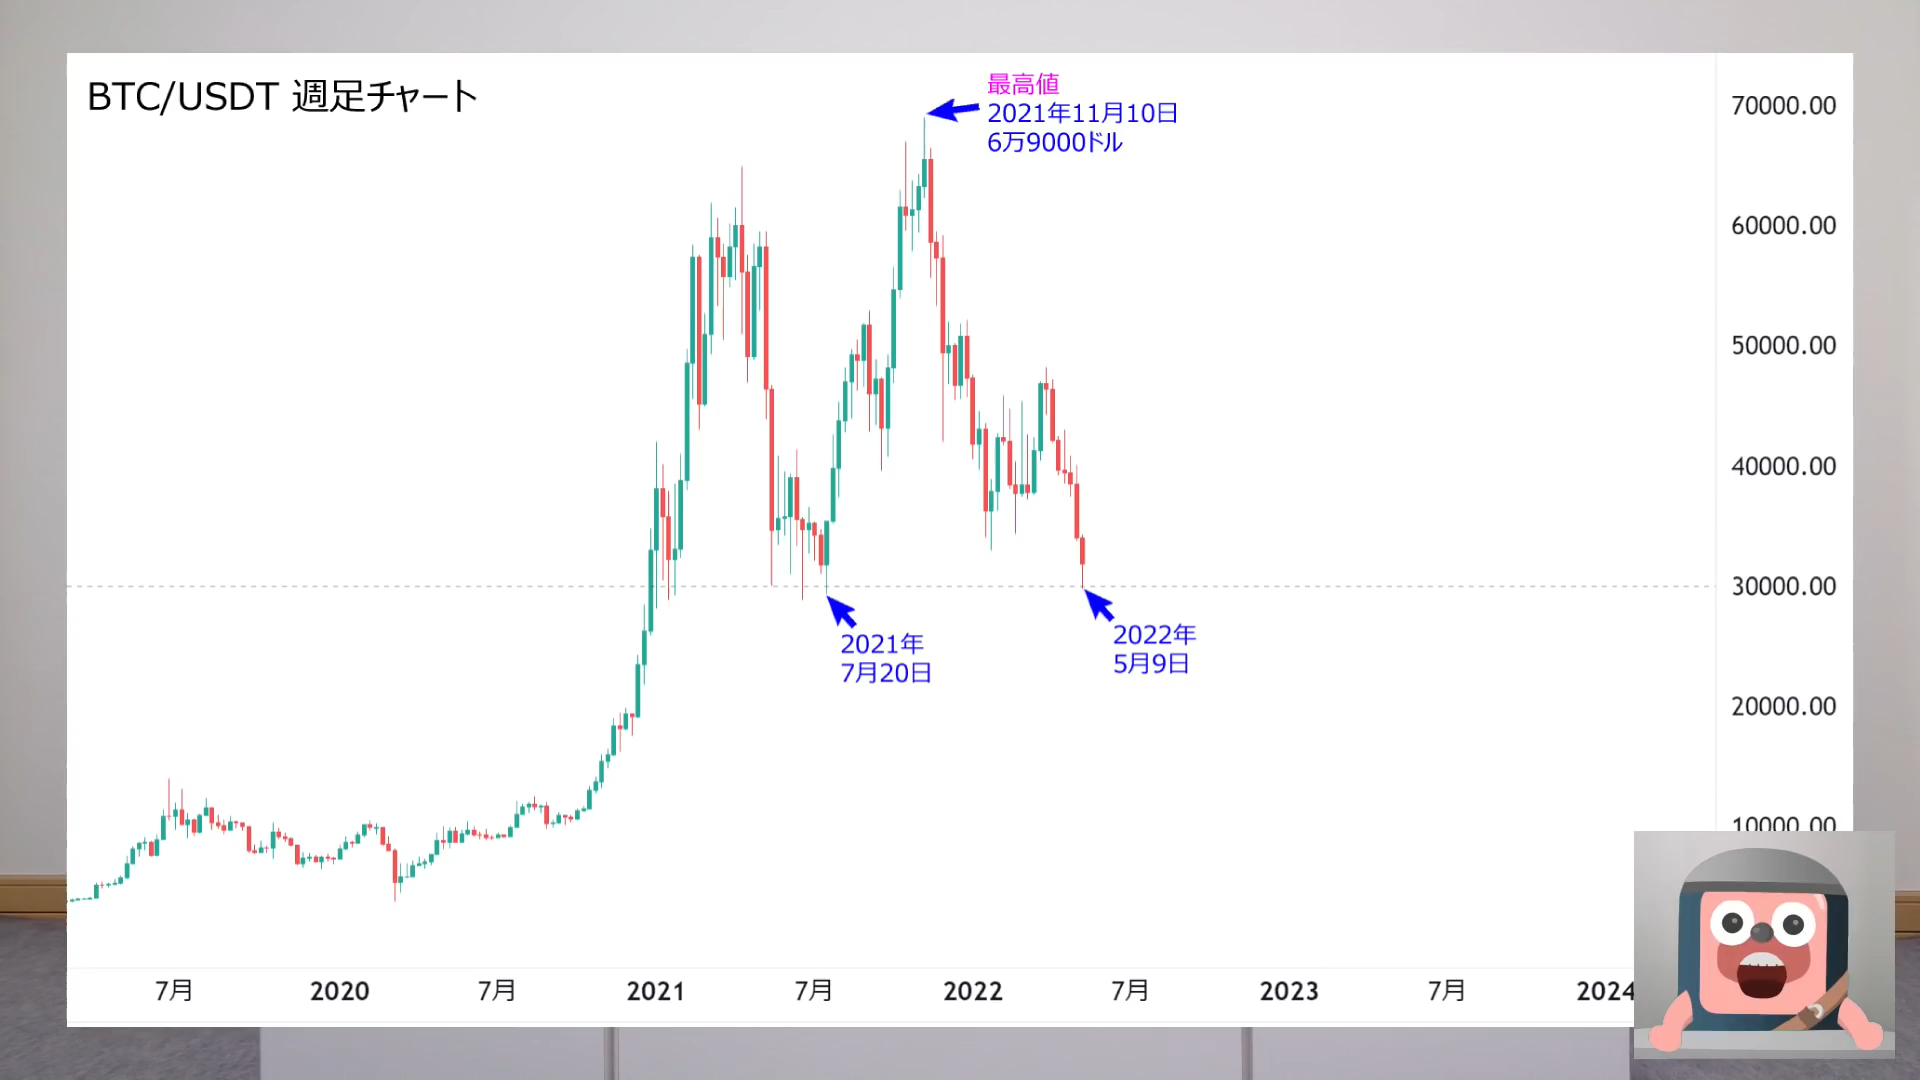 BTC/USDT 週足チャート
最高値
2021年11月10日
6万9000ドル
70000.00
60000.00
50000.00
40000.00
30000.00
20000.00
10000.00
2021年
7月20日
2022年
5月9日
7月
2020
7月
2021
7月
2022
7月
2023
7月
2024